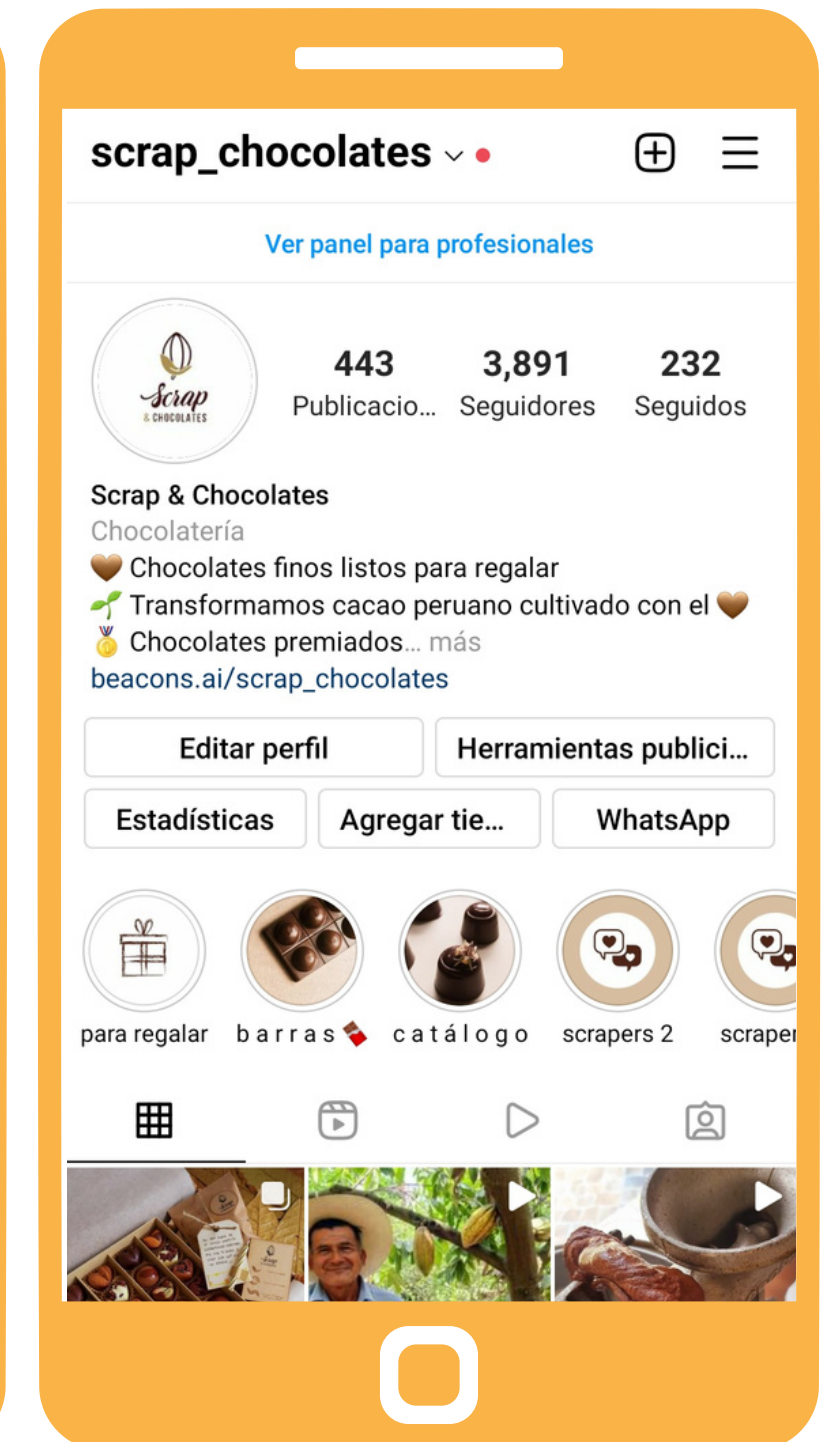 scrap_chocolates
Ver panel para profesionales
Scrap
& CHOCOLATES
443 3,891 232
Publicacio... Seguidores Seguidos
Scrap & Chocolates
Chocolatería
🤎 Chocolates finos listos para regalar
🌱 Transformamos cacao peruano cultivado con el 🤎
🏅 Chocolates premiados... más
beacons.ai/scrap_chocolates
Editar perfil Herramientas publici...
Estadísticas Agregar tie... WhatsApp
para regalar b a r r a s 🍫 c a t á l o g o scrapers 2 scraper
Scrap